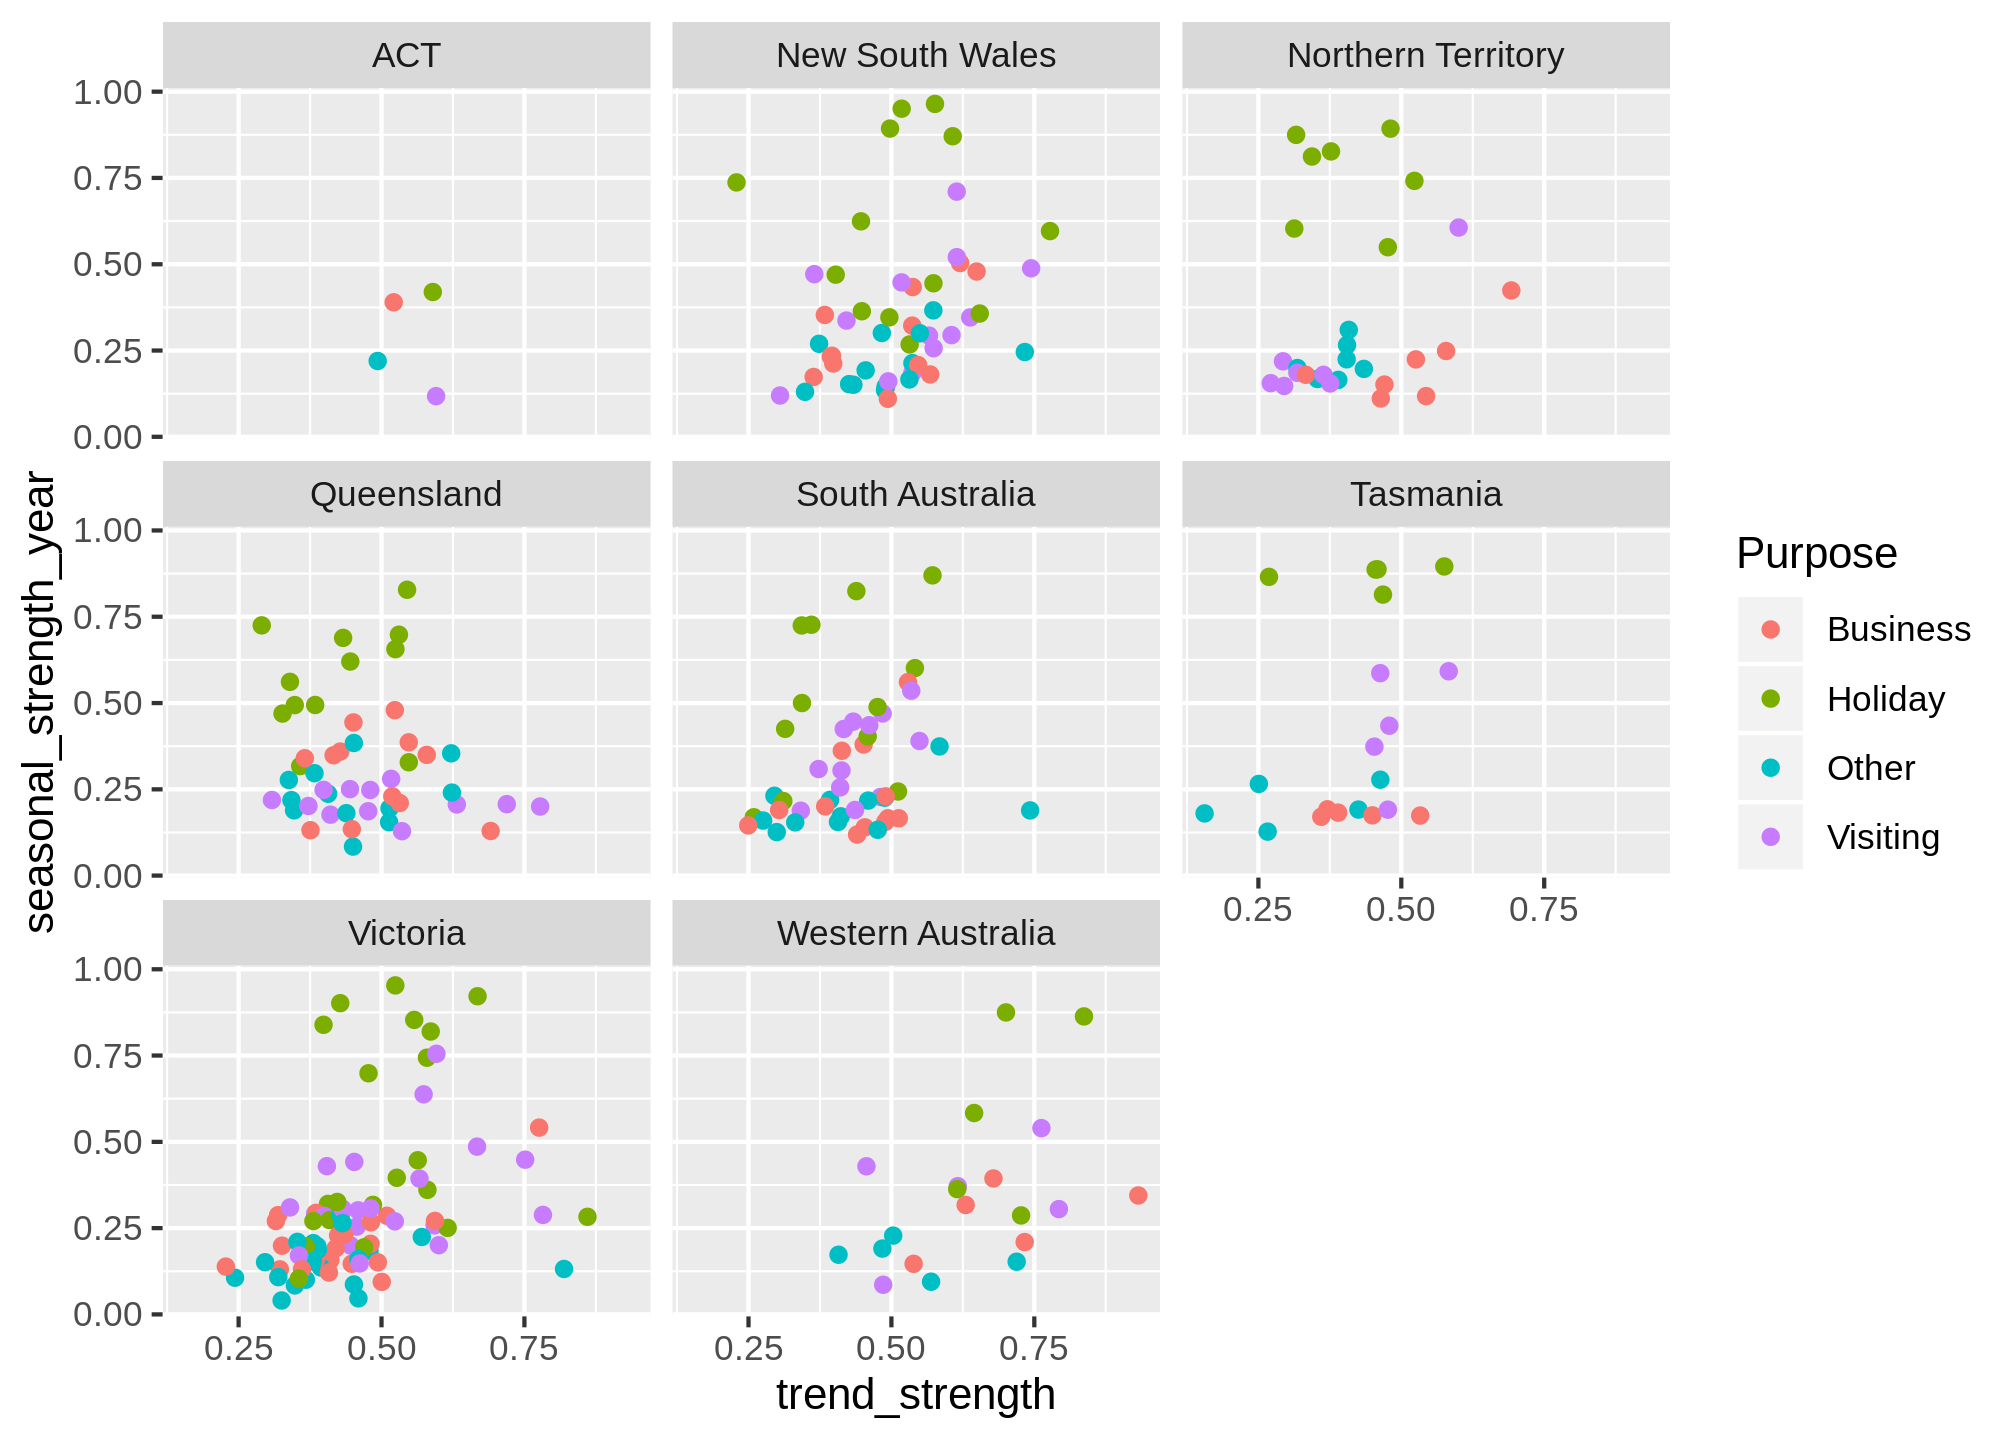 ACT
New South Wales
Northern Territory
1.00
0.75
0.50
0.25
0.00
Queensland
South Australia
Tasmania
1.00
0.75
0.50
0.25
0.00
0.25 0.50 0.75
Victoria
Western Australia
1.00
0.75
0.50
0.25
0.00
0.25 0.50 0.75
0.25 0.50 0.75
trend_strength
seasonal_strength_year
Purpose
Business
Holiday
Other
Visiting